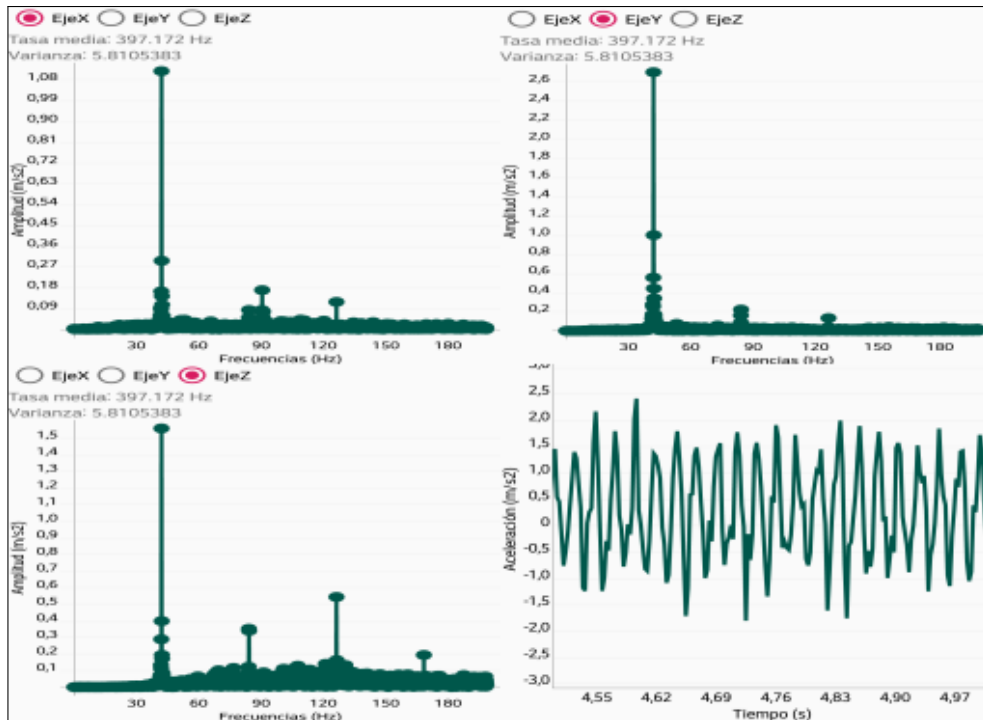 EjeX EjeY EjeZ
Tasa media: 397.172 Hz
Varianza: 5.8105383
Amplitud (m/s2)
1,08
0,99
0,90
0,81
0,72
0,63
0,54
0,45
0,36
0,27
0,18
0,09
30 60 90 120 150 180
Frecuencias (Hz)
EjeX EjeY EjeZ
Tasa media: 397.172 Hz
Varianza: 5.8105383
Amplitud (m/s2)
2,6
2,4
2,2
2,0
1,8
1,6
1,4
1,2
1,0
0,8
0,6
0,4
0,2
30 60 90 120 150 180
Frecuencias (Hz)
EjeX EjeY EjeZ
Tasa media: 397.172 Hz
Varianza: 5.8105383
Amplitud (m/s2)
1,5
1,4
1,3
1,2
1,1
1,0
0,9
0,8
0,7
0,6
0,5
0,4
0,3
0,2
0,1
30 60 90 120 150 180
Frecuencias (Hz)
Aceleración (m/s2)
3,0
2,5
2,0
1,5
1,0
0,5
0
-0,5
-1,0
-1,5
-2,0
-2,5
-3,0
4,55 4,62 4,69 4,76 4,83 4,90 4,97
Tiempo (s)